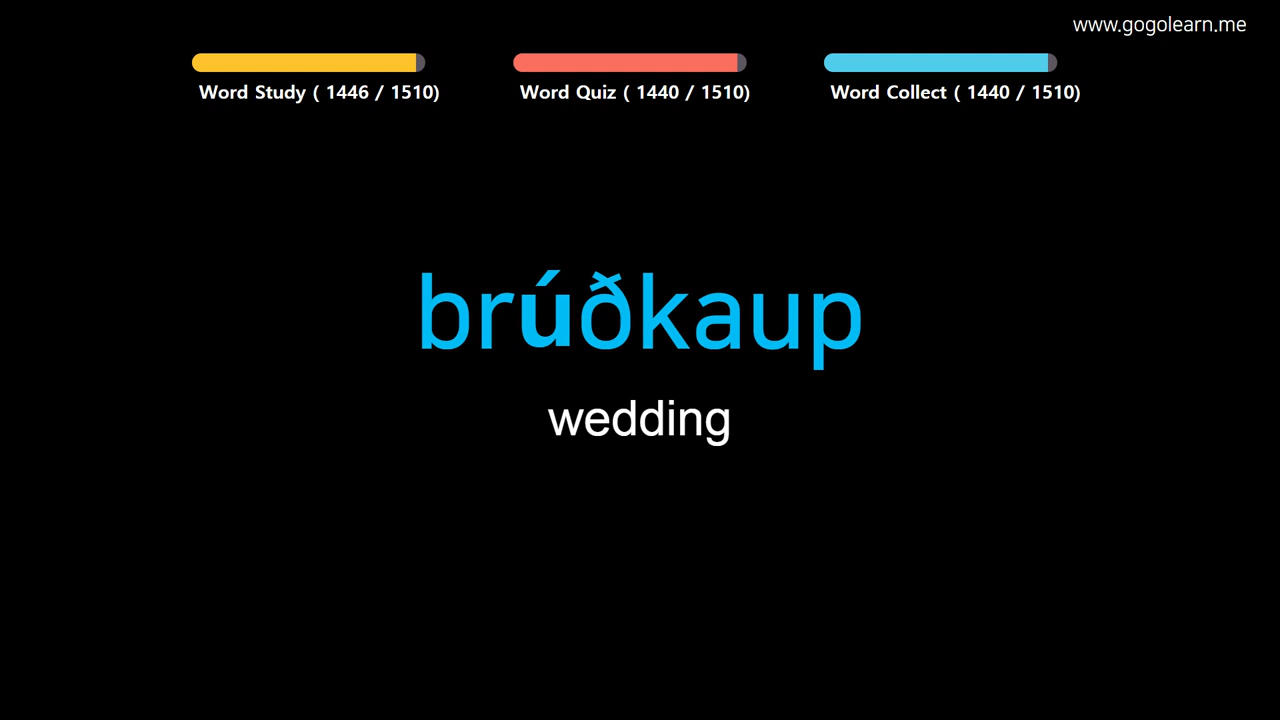 www.gogolearn.me
Word Study ( 1446 / 1510)
Word Quiz ( 1440 / 1510)
Word Collect ( 1440 / 1510)
brúðkaup
wedding